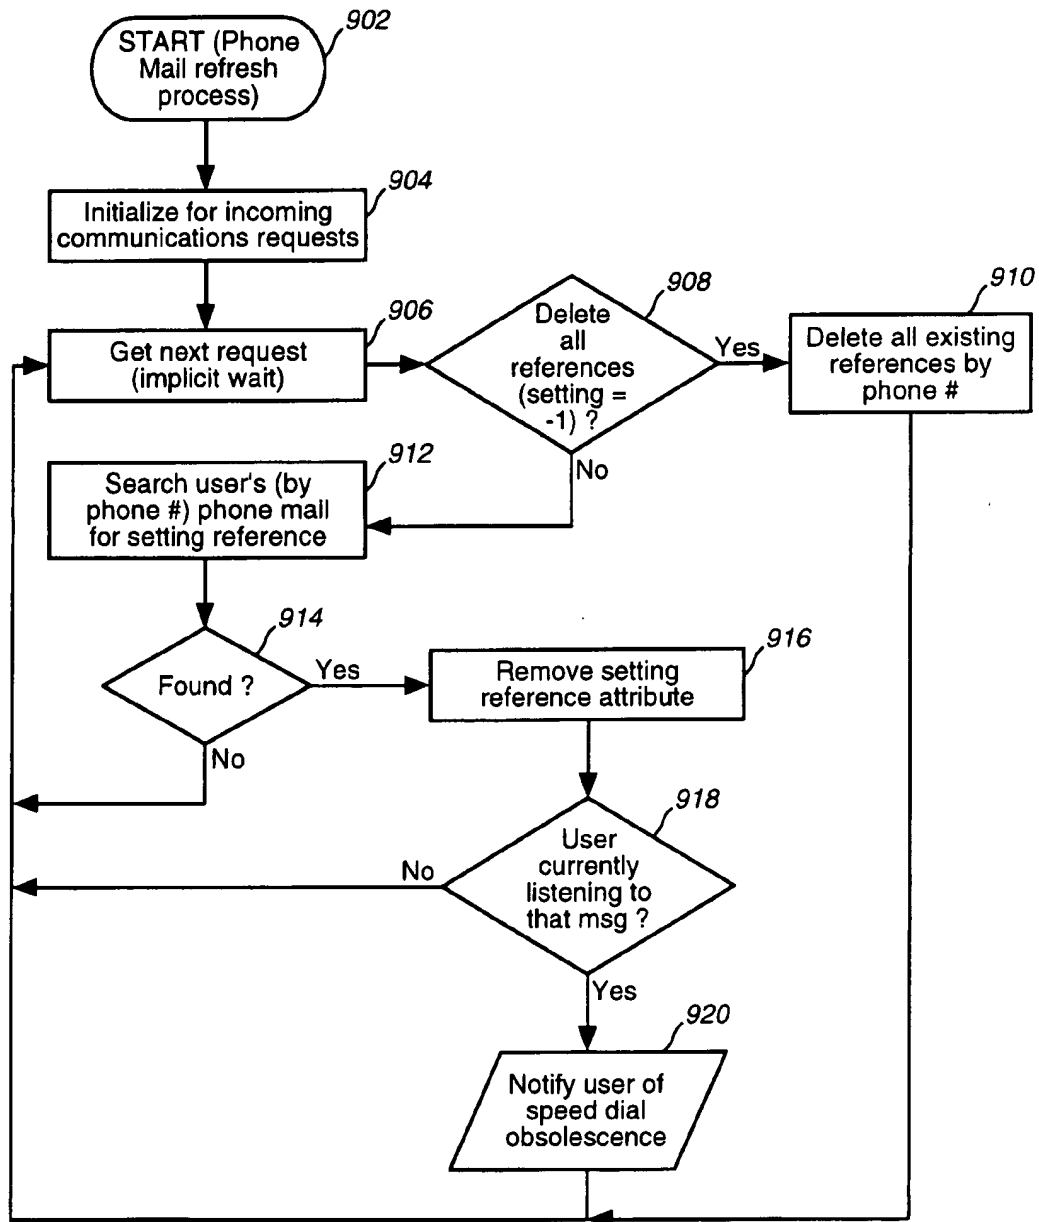 902
START (Phone
Mail refresh
process)
904
Initialize for incoming
communications requests
906
Get next request
(implicit wait)
908
Delete
all
references
(setting =
-1) ?
Yes
No
910
Delete all existing
references by
phone #
912
Search user's (by
phone #) phone mail
for setting reference
914
Found ?
Yes
No
916
Remove setting
reference attribute
918
User
currently
listening to
that msg ?
No
Yes
920
Notify user of
speed dial
obsolescence